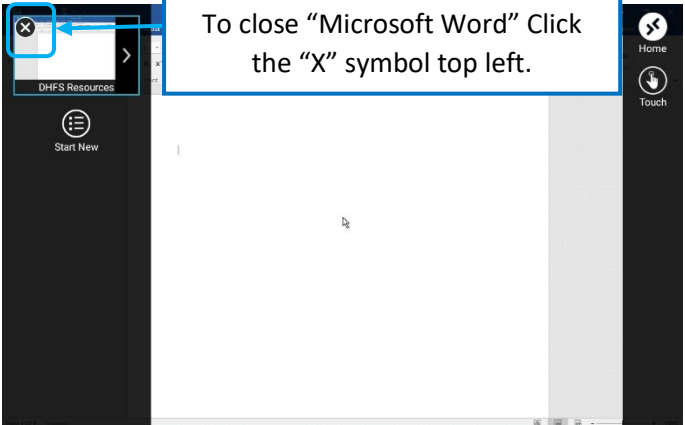 To close “Microsoft Word” Click
the “X” symbol top left.
DHFS Resources
Start New
Home
Touch